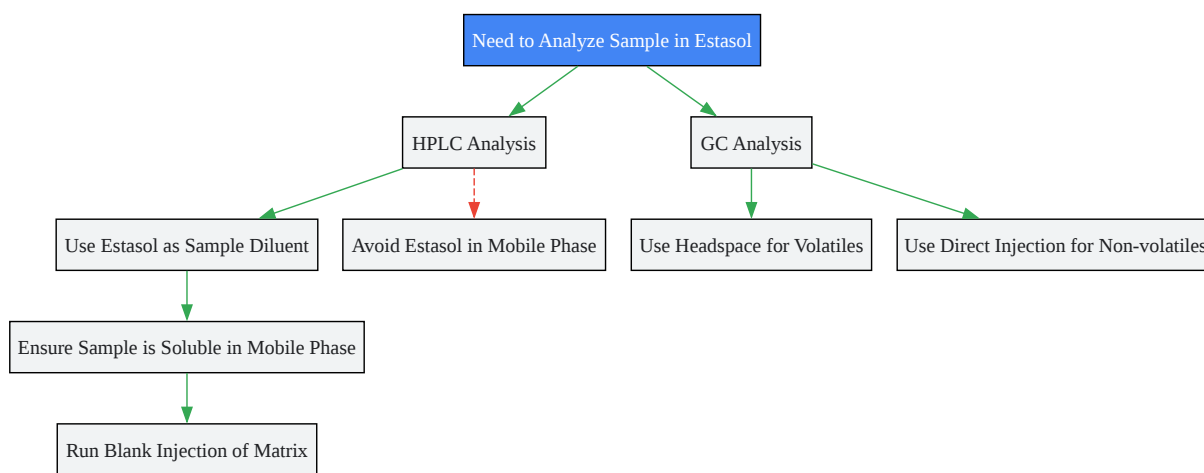 Need to Analyze Sample in Estasol
HPLC Analysis
GC Analysis
Use Estasol as Sample Diluent
Avoid Estasol in Mobile Phase
Use Headspace for Volatiles
Use Direct Injection for Non-volatiles
Ensure Sample is Soluble in Mobile Phase
Run Blank Injection of Matrix